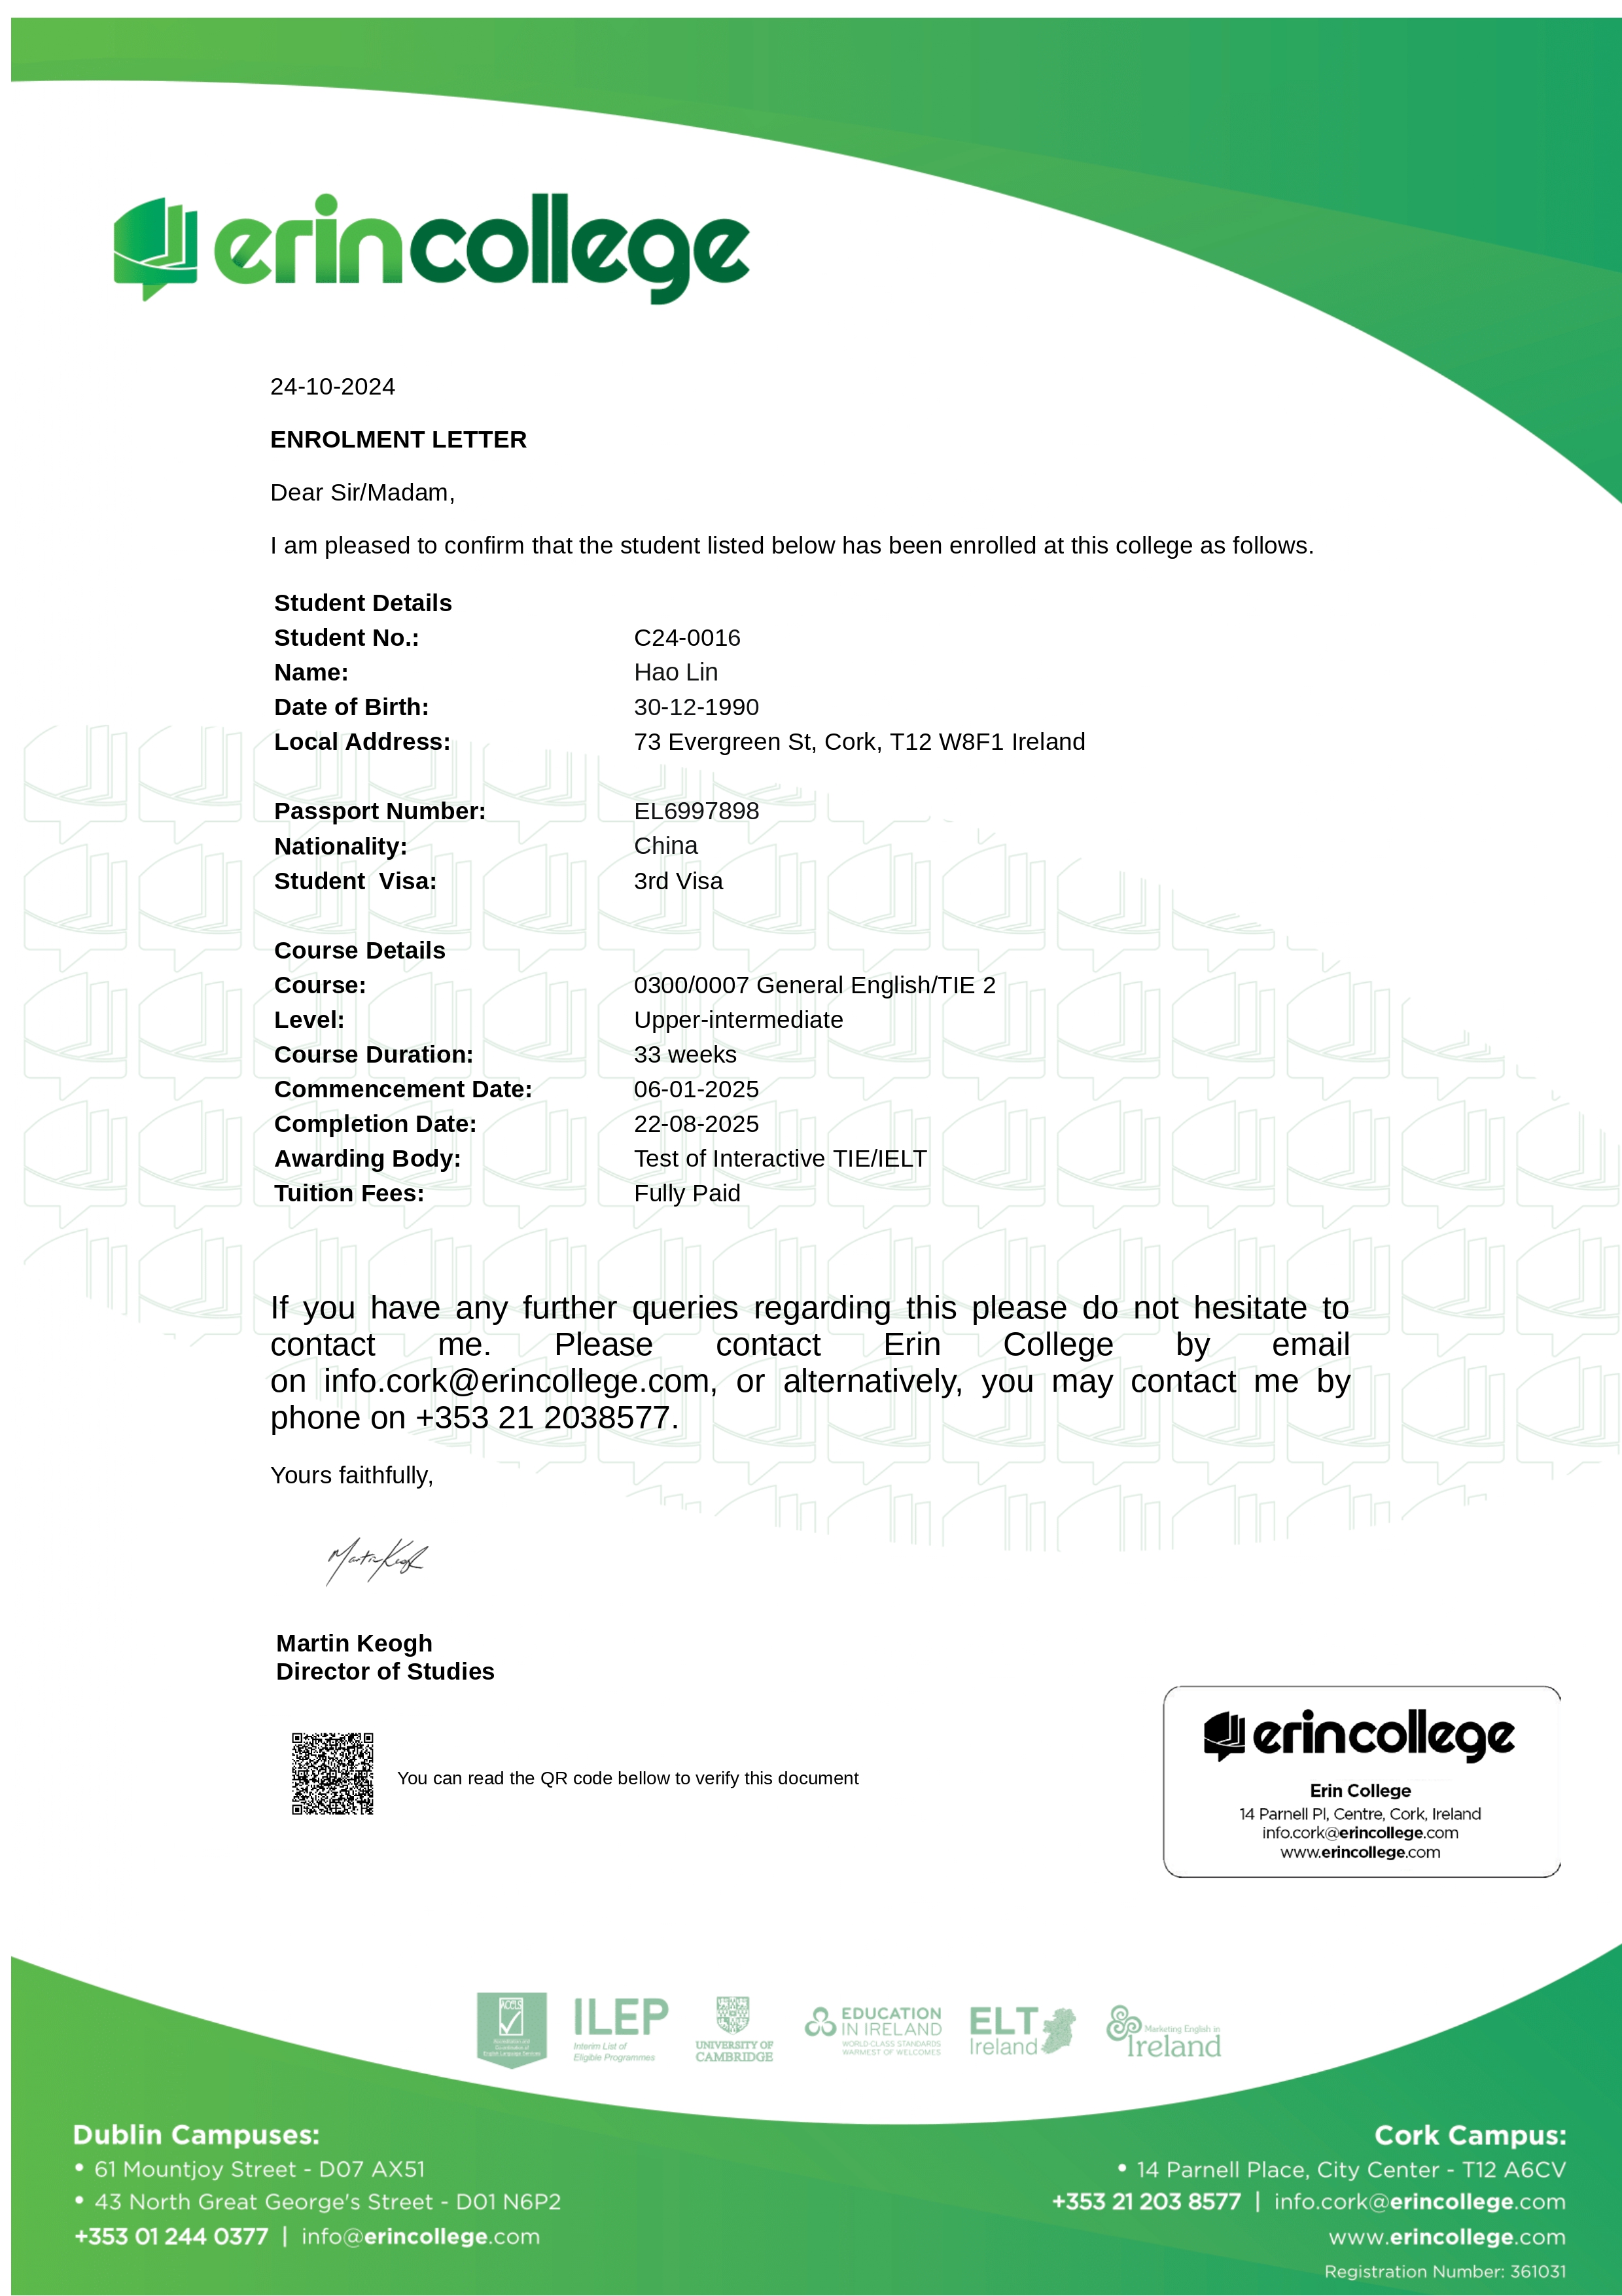 erincollege
24-10-2024
ENROLMENT LETTER
Dear Sir/Madam,
I am pleased to confirm that the student listed below has been enrolled at this college as follows.
Student Details
Student No.: C24-0016
Name: Hao Lin
Date of Birth: 30-12-1990
Local Address: 73 Evergreen St, Cork, T12 W8F1 Ireland
Passport Number: EL6997898
Nationality: China
Student Visa: 3rd Visa
Course Details
Course: 0300/0007 General English/TIE 2
Level: Upper-intermediate
Course Duration: 33 weeks
Commencement Date: 06-01-2025
Completion Date: 22-08-2025
Awarding Body: Test of Interactive TIE/IELT
Tuition Fees: Fully Paid
If you have any further queries regarding this please do not hesitate to
contact me. Please contact Erin College by email
on info.cork@erincollege.com, or alternatively, you may contact me by
phone on +353 21 2038577.
Yours faithfully,
Martin Keogh
Martin Keogh
Director of Studies
You can read the QR code bellow to verify this document
erincollege
Erin College
14 Parnell Pl, Centre, Cork, Ireland
info.cork@erincollege.com
www.erincollege.com
ACELS
Accreditation and
Coordination of
English Language Services
ILEP
Interim List of
Eligible Programmes
UNIVERSITY OF
CAMBRIDGE
EDUCATION
IN IRELAND
WORLD-CLASS STANDARDS
WARMEST OF WELCOMES
ELT
Ireland
Marketing English in
Ireland
Dublin Campuses:
• 61 Mountjoy Street - D07 AX51
• 43 North Great George's Street - D01 N6P2
+353 01 244 0377 | info@erincollege.com
Cork Campus:
• 14 Parnell Place, City Center - T12 A6CV
+353 21 203 8577 | info.cork@erincollege.com
www.erincollege.com
Registration Number: 361031